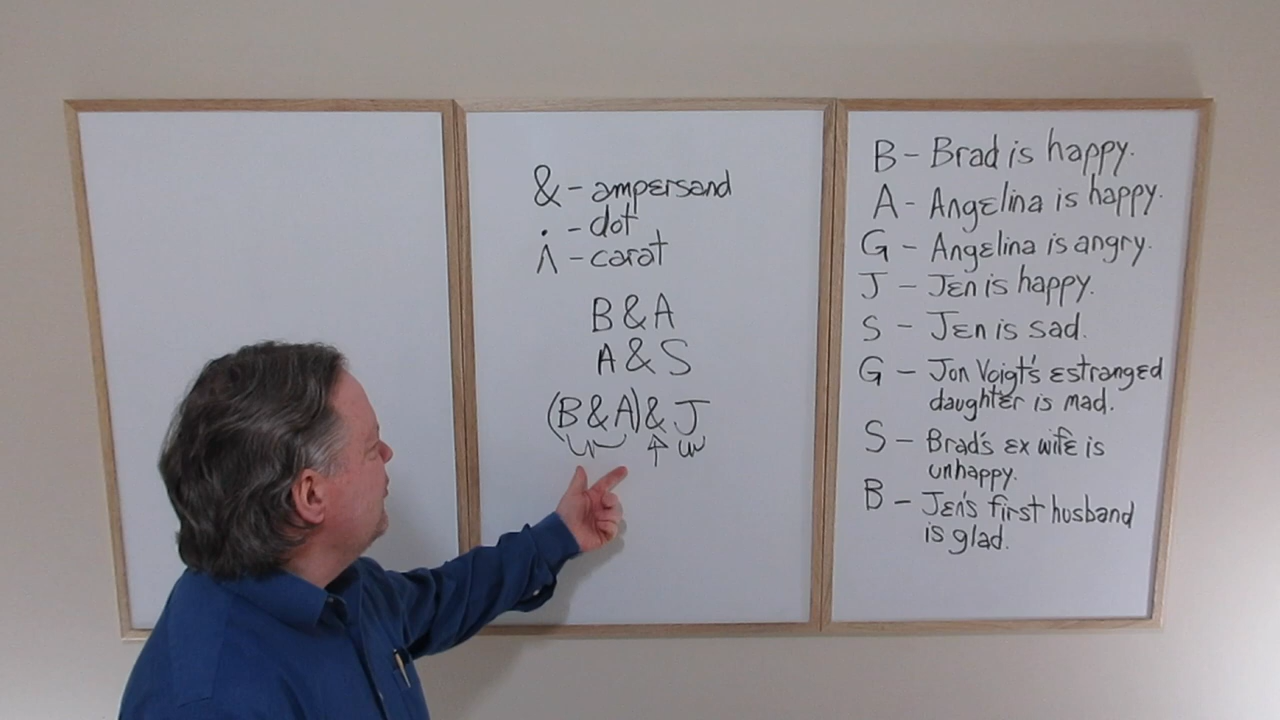 & - ampersand
. - dot
∧ - carat
B & A
A & S
(B & A) & J
B - Brad is happy.
A - Angelina is happy.
G - Angelina is angry.
J - Jen is happy.
S - Jen is sad.
G - Jon Voigt's estranged
daughter is mad.
S - Brad's ex wife is
unhappy.
B - Jen's first husband
is glad.